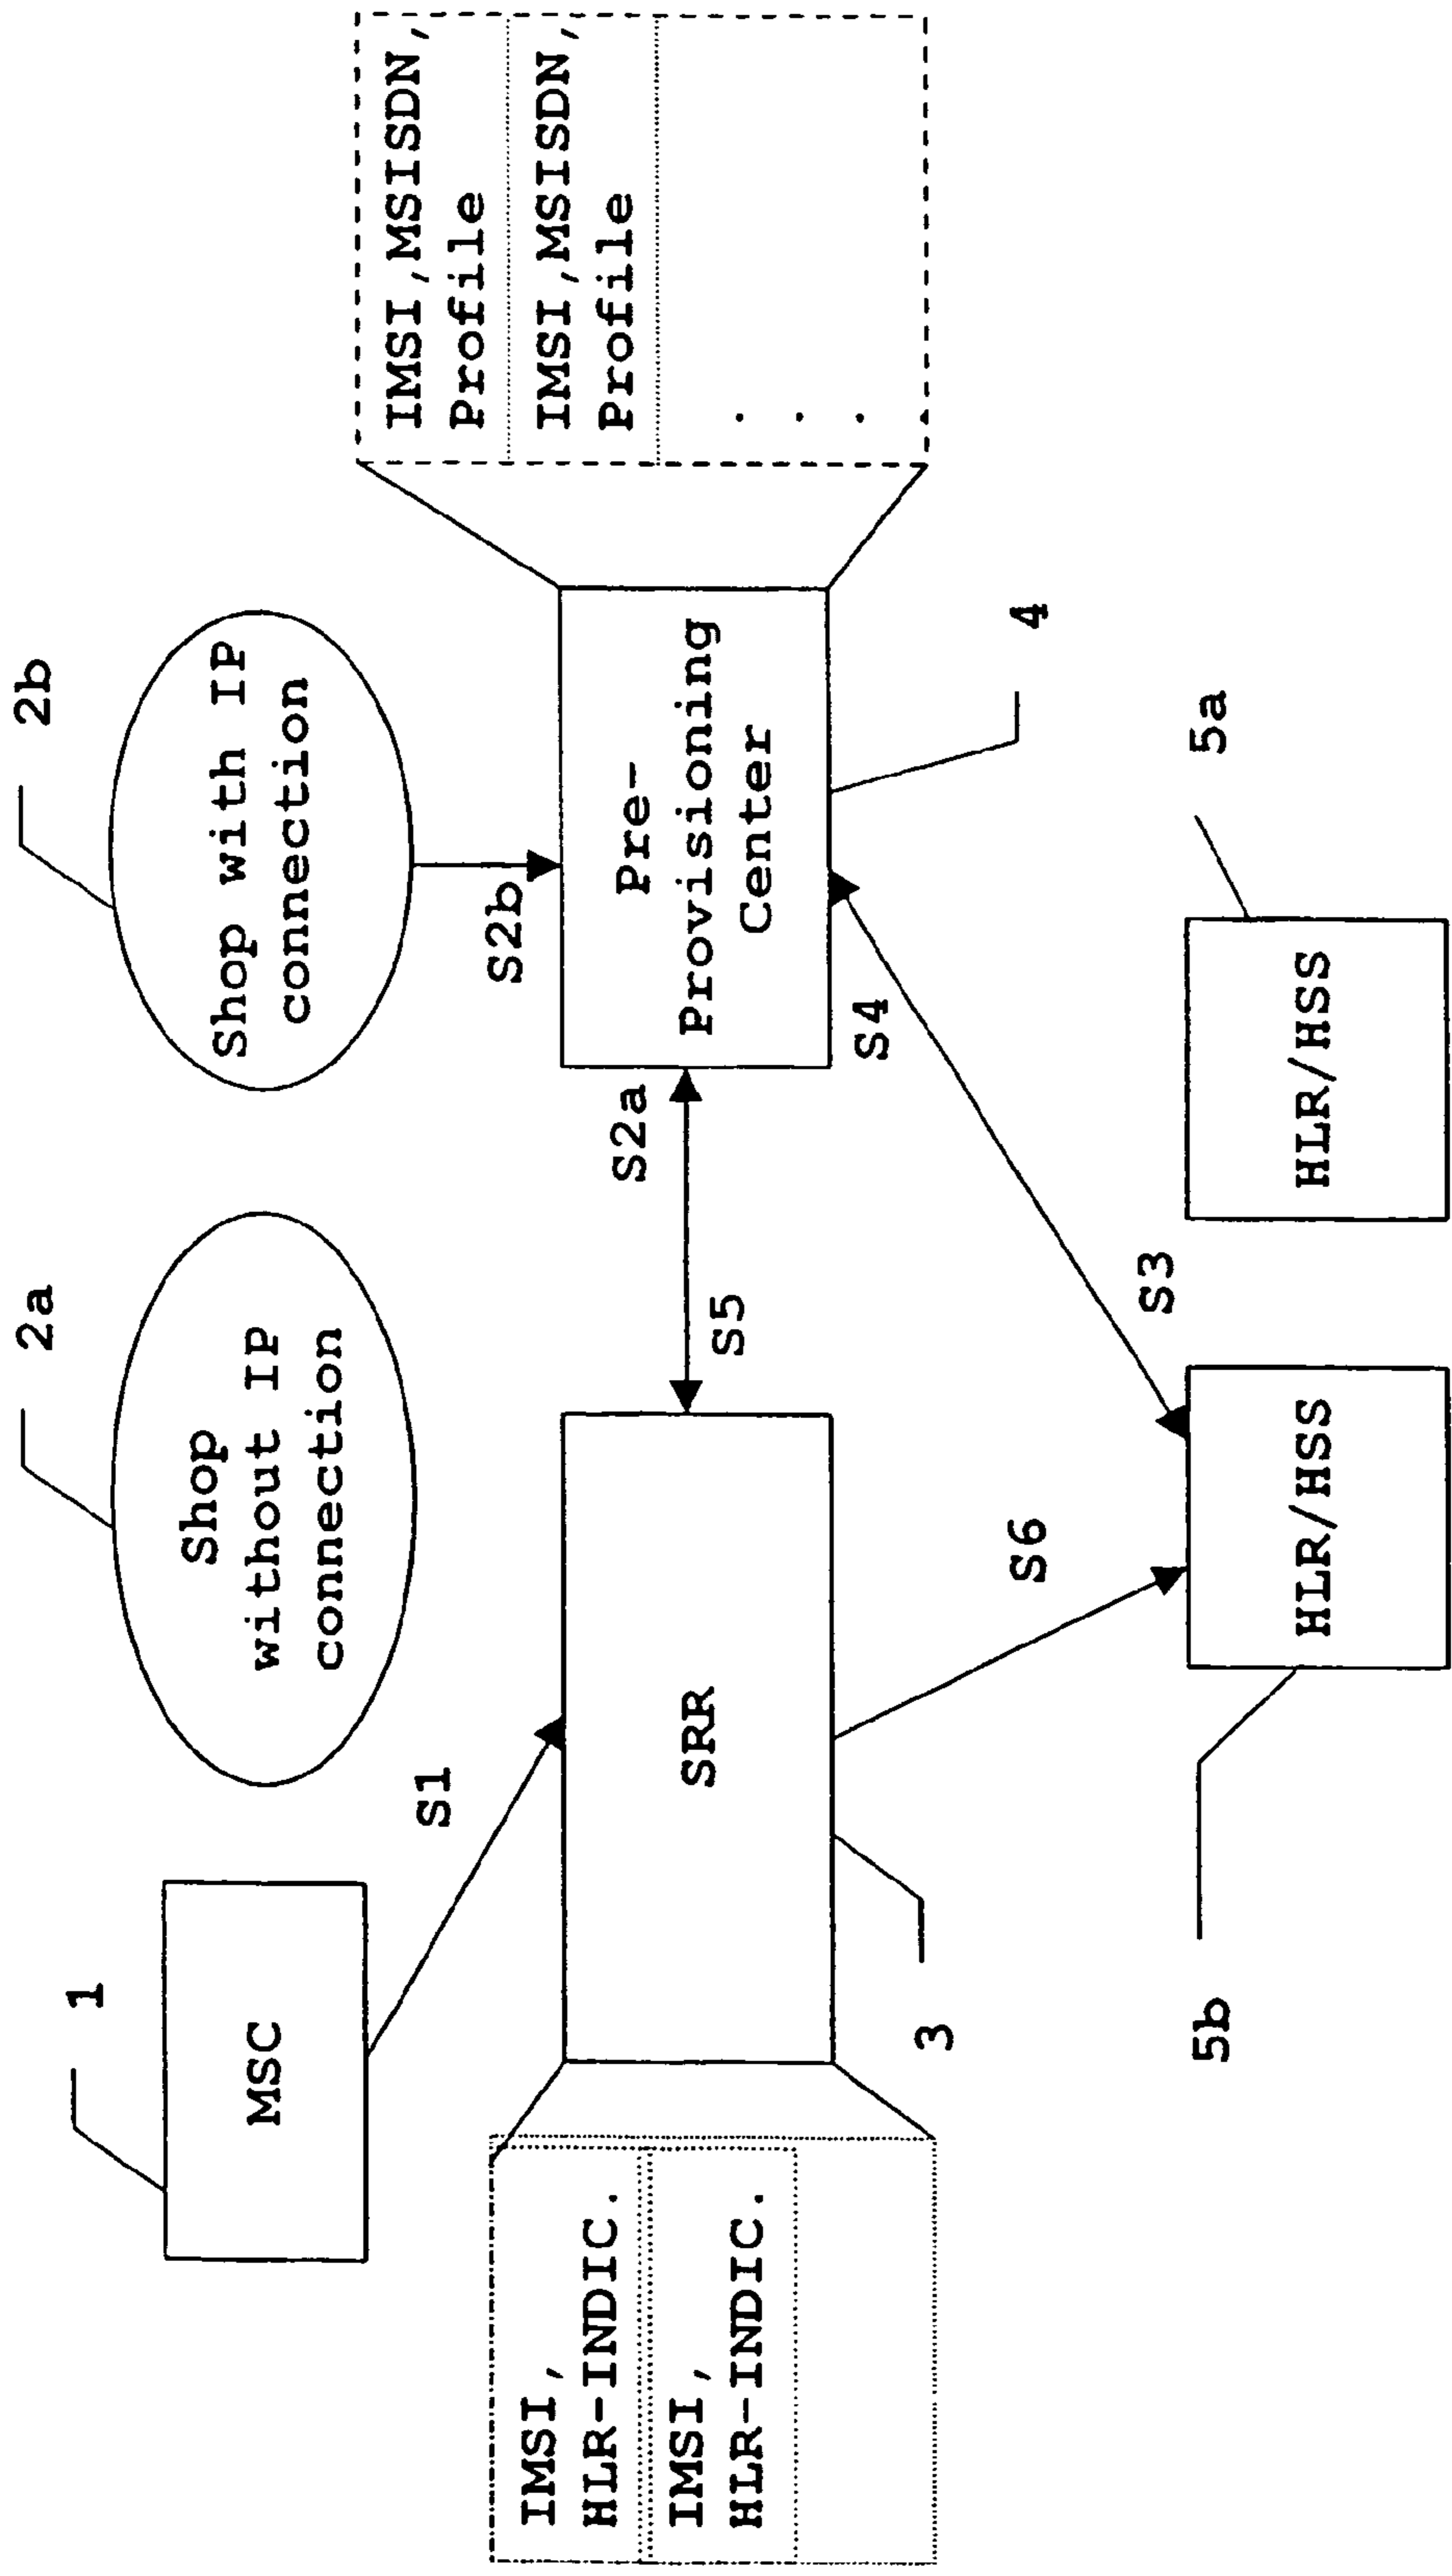 1
MSC
S1
2a
Shop
without IP
connection
2b
Shop with IP
connection
S2b
IMSI,
HLR-INDIC.
IMSI,
HLR-INDIC.
SRR
3
S5
S2a
Pre-
Provisioning
Center
4
IMSI,MSISDN,
Profile
IMSI,MSISDN,
Profile
. . . .
S4
S3
S6
5b
HLR/HSS
HLR/HSS
5a